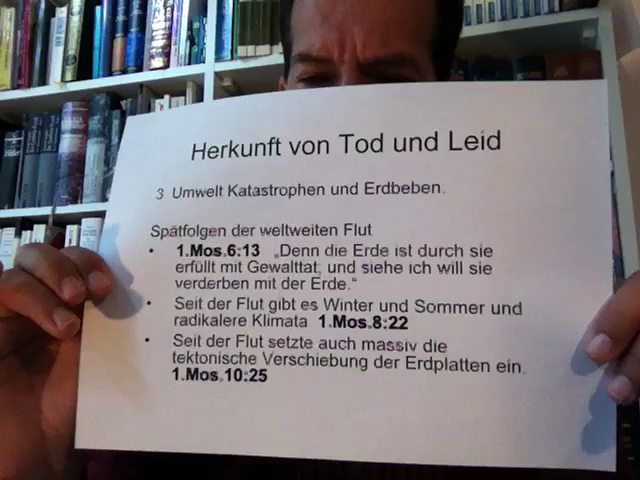 Herkunft von Tod und Leid
3 Umwelt Katastrophen und Erdbeben.
Spätfolgen der weltweiten Flut
• 1.Mos.6:13 „Denn die Erde ist durch sie
erfüllt mit Gewalttat, und siehe ich will sie
verderben mit der Erde.“
• Seit der Flut gibt es Winter und Sommer und
radikalere Klimata 1.Mos.8:22
• Seit der Flut setzte auch massiv die
tektonische Verschiebung der Erdplatten ein.
1.Mos.10:25